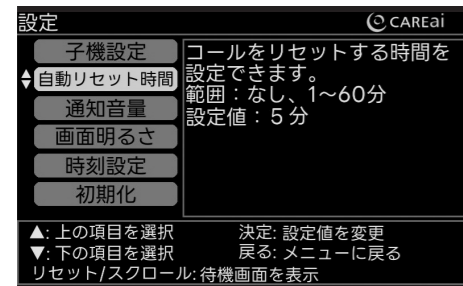 設定
CAREai
子機設定
自動リセット時間
通知音量
画面明るさ
時刻設定
初期化
コールをリセットする時間を
設定できます。
範囲：なし、1～60分
設定値：5分
▲: 上の項目を選択
決定: 設定値を変更
▼: 下の項目を選択
戻る: メニューに戻る
リセット/スクロール: 待機画面を表示